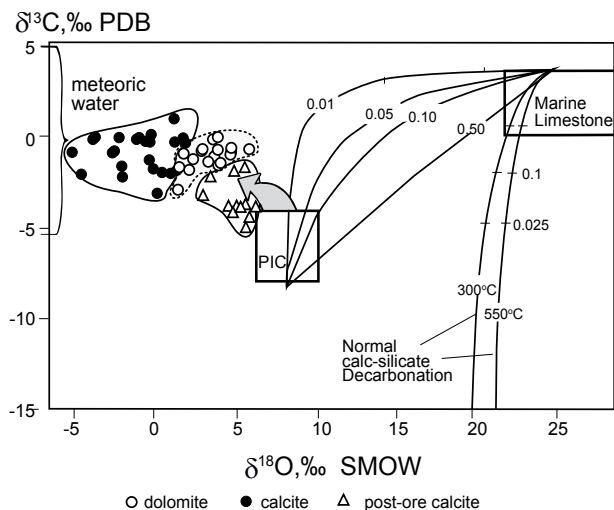 δ¹³C,‰ PDB
5
0
-5
-10
-15
meteoric
water
0.01
0.05
0.10
0.50
Marine
Limestone
0.1
0.025
PIC
300°C
550°C
Normal
calc-silicate
Decarbonation
-5
0
5
10
15
20
25
δ¹⁸O,‰ SMOW
dolomite
calcite
post-ore calcite